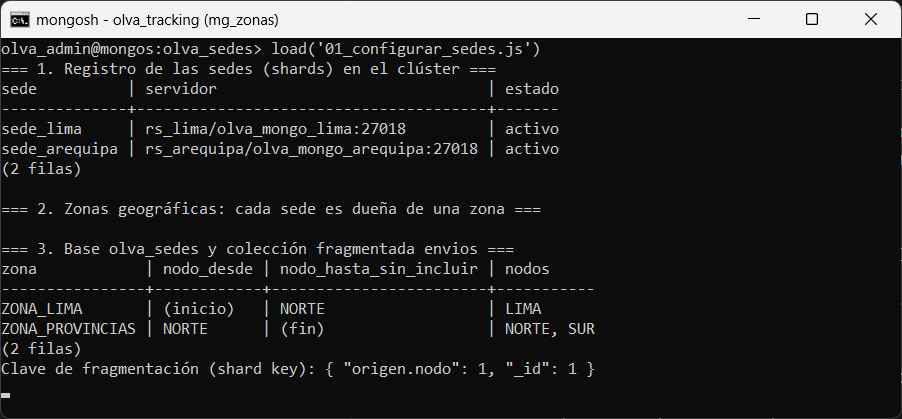 mongosh - olva_tracking (mg_zonas)
olva_admin@mongos:olva_sedes> load('01_configurar_sedes.js')
=== 1. Registro de las sedes (shards) en el clúster ===
sede          | servidor                              | estado
--------------+---------------------------------------+-------
sede_lima     | rs_lima/olva_mongo_lima:27018         | activo
sede_arequipa | rs_arequipa/olva_mongo_arequipa:27018 | activo
(2 filas)
=== 2. Zonas geográficas: cada sede es dueña de una zona ===
=== 3. Base olva_sedes y colección fragmentada envios ===
zona            | nodo_desde | nodo_hasta_sin_incluir | nodos
----------------+------------+------------------------+-----------
ZONA_LIMA       | (inicio)   | NORTE                  | LIMA
ZONA_PROVINCIAS | NORTE      | (fin)                  | NORTE, SUR
(2 filas)
Clave de fragmentación (shard key): { "origen.nodo": 1, "_id": 1 }